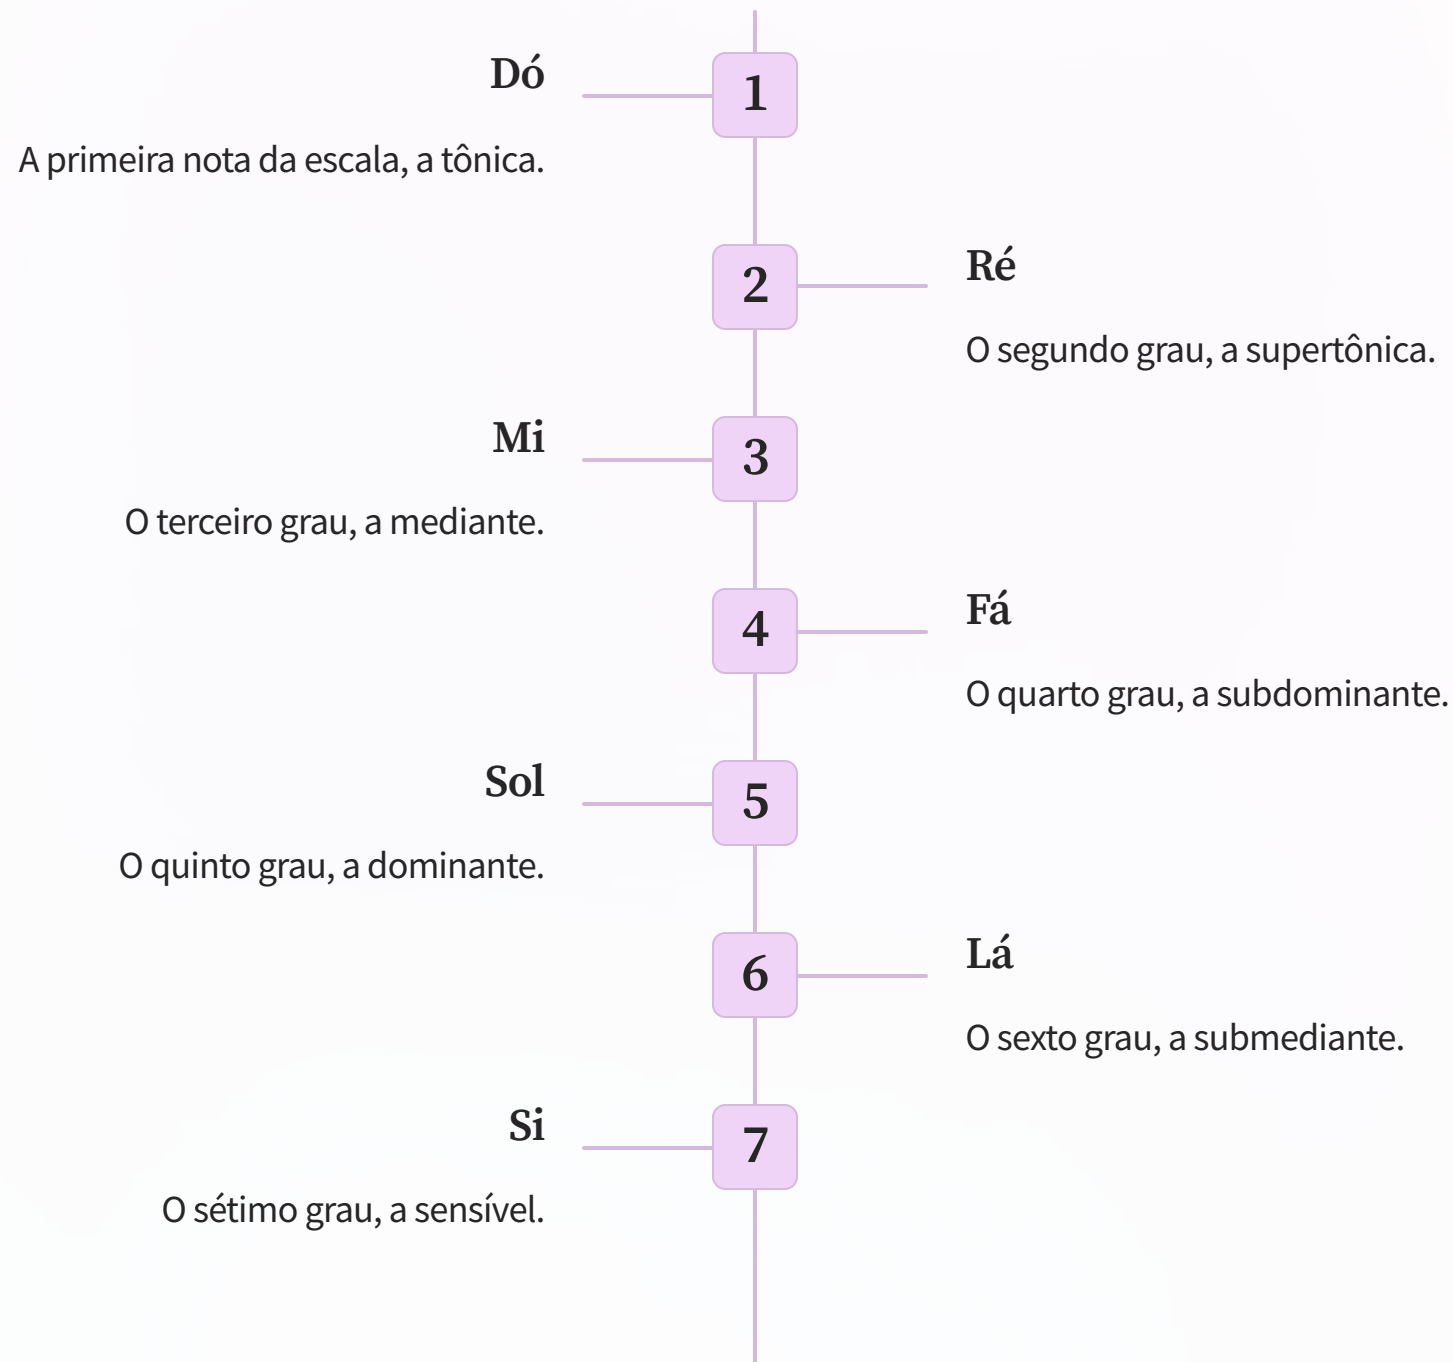 Dó
1
A primeira nota da escala, a tônica.
2
Ré
O segundo grau, a supertônica.
Mi
3
O terceiro grau, a mediante.
4
Fá
O quarto grau, a subdominante.
Sol
5
O quinto grau, a dominante.
6
Lá
O sexto grau, a submediante.
Si
7
O sétimo grau, a sensível.